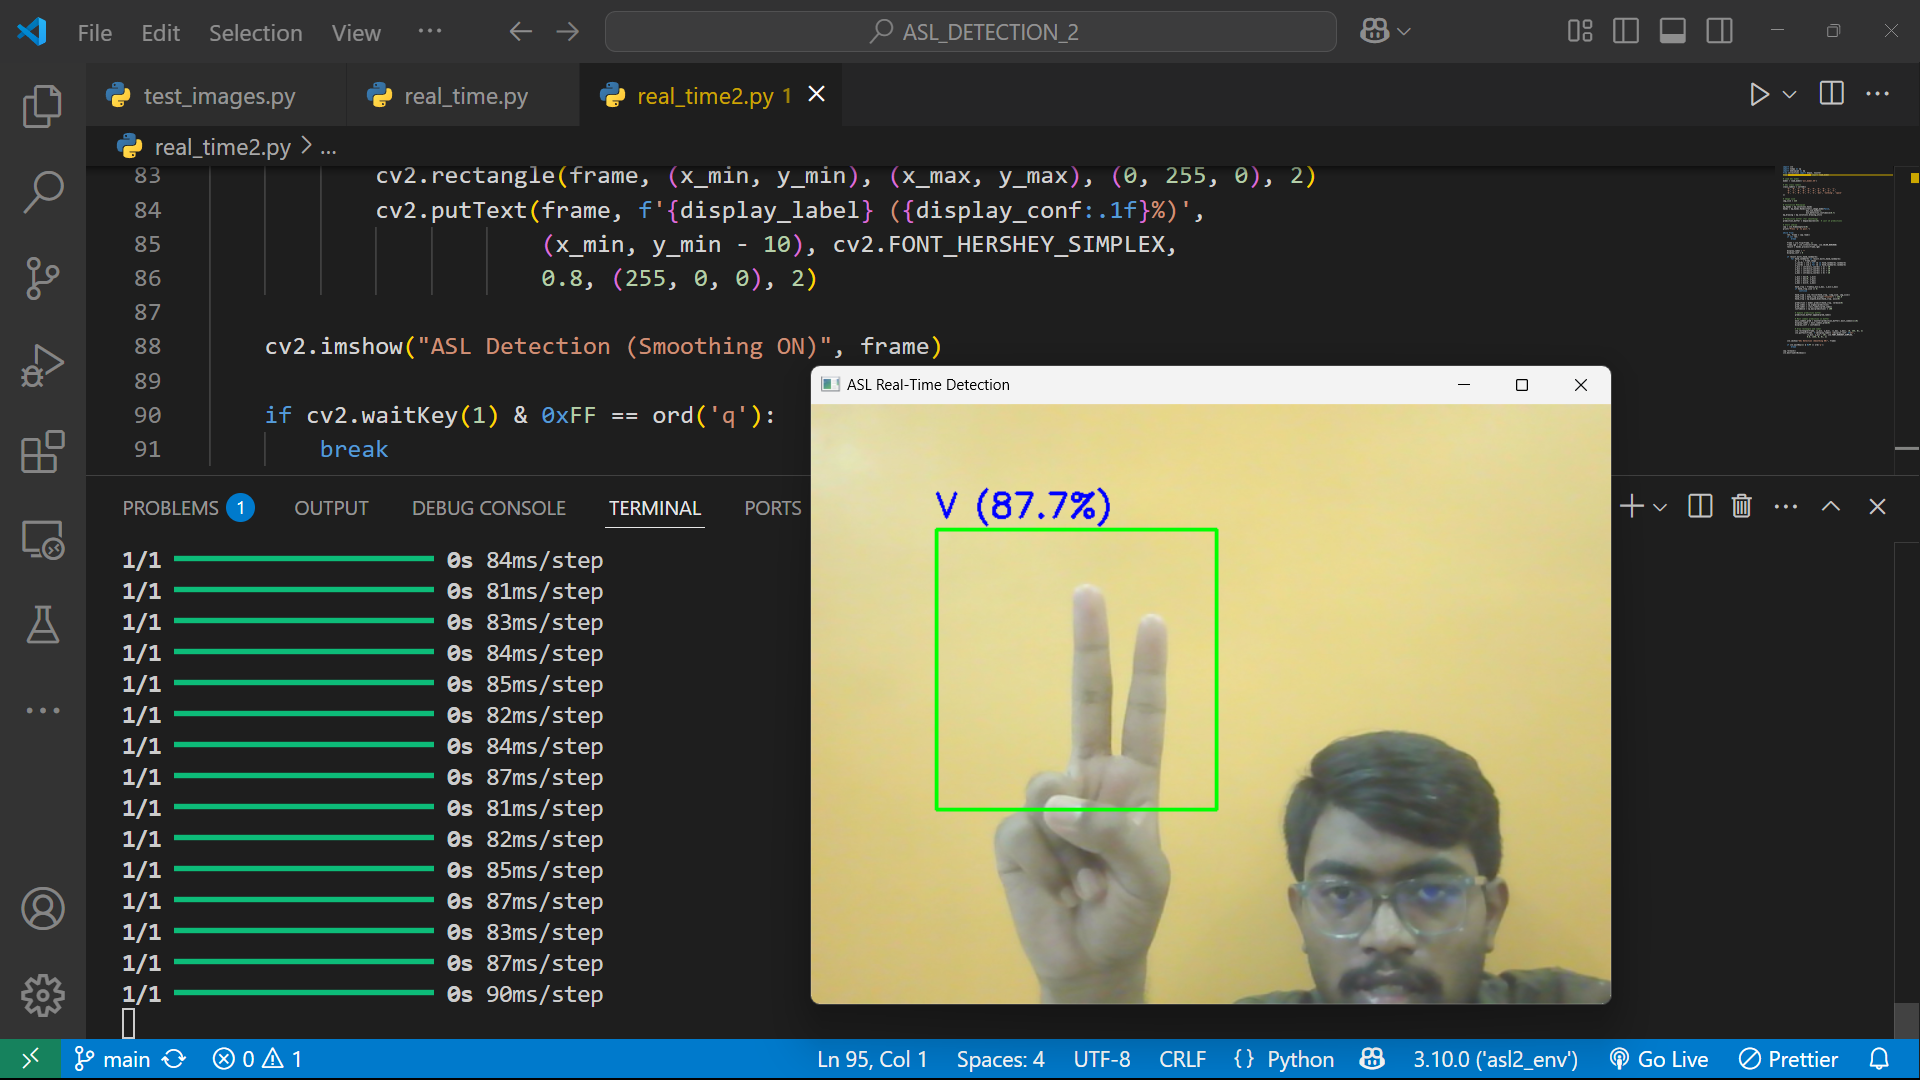 File Edit Selection View ··· ASL_DETECTION_2
test_images.py real_time.py real_time2.py 1
real_time2.py > ...
83 cv2.rectangle(frame, (x_min, y_min), (x_max, y_max), (0, 255, 0), 2)
84 cv2.putText(frame, f'{display_label} ({display_conf:.1f}%)',
85 (x_min, y_min - 10), cv2.FONT_HERSHEY_SIMPLEX,
86 0.8, (255, 0, 0), 2)
87
88 cv2.imshow("ASL Detection (Smoothing ON)", frame)
89
90 if cv2.waitKey(1) & 0xFF == ord('q'):
91 break
PROBLEMS 1 OUTPUT DEBUG CONSOLE TERMINAL PORTS
1/1 0s 84ms/step
1/1 0s 81ms/step
1/1 0s 83ms/step
1/1 0s 84ms/step
1/1 0s 85ms/step
1/1 0s 82ms/step
1/1 0s 84ms/step
1/1 0s 87ms/step
1/1 0s 81ms/step
1/1 0s 82ms/step
1/1 0s 85ms/step
1/1 0s 87ms/step
1/1 0s 83ms/step
1/1 0s 87ms/step
1/1 0s 90ms/step
ASL Real-Time Detection
V (87.7%)
main 0 1 Ln 95, Col 1 Spaces: 4 UTF-8 CRLF {} Python 3.10.0 ('asl2_env') Go Live Prettier